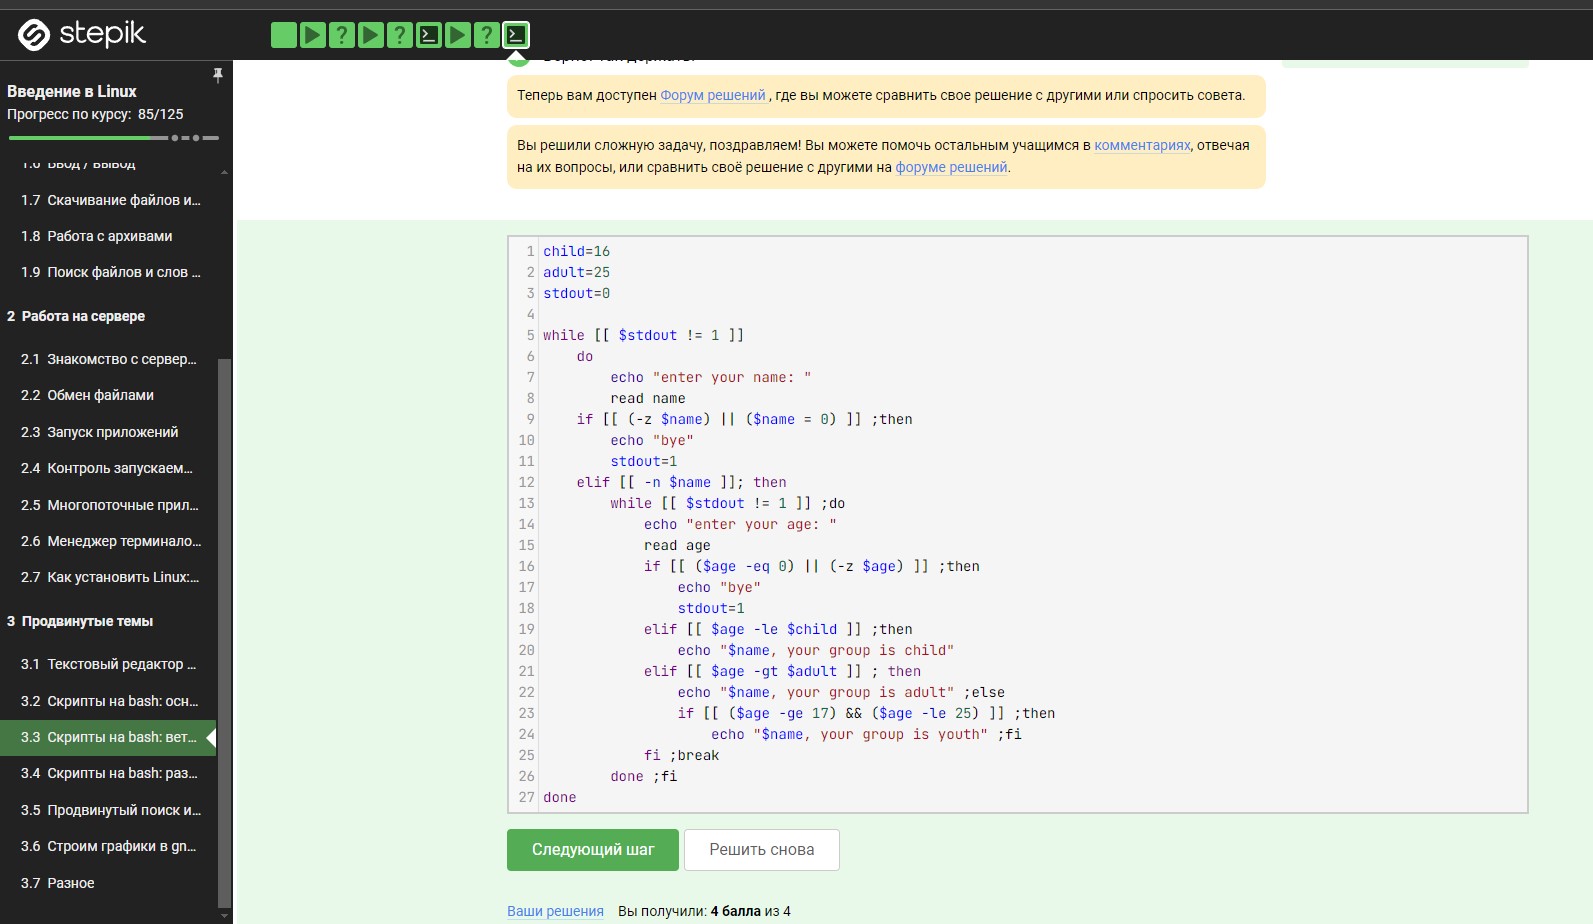 stepik
Введение в Linux
Прогресс по курсу: 85/125
1.6 Ввод / вывод
1.7 Скачивание файлов и...
1.8 Работа с архивами
1.9 Поиск файлов и слов ...
2 Работа на сервере
2.1 Знакомство с сервер...
2.2 Обмен файлами
2.3 Запуск приложений
2.4 Контроль запускаем...
2.5 Многопоточные прил...
2.6 Менеджер терминало...
2.7 Как установить Linux:...
3 Продвинутые темы
3.1 Текстовый редактор ...
3.2 Скрипты на bash: осн...
3.3 Скрипты на bash: вет...
3.4 Скрипты на bash: раз...
3.5 Продвинутый поиск и...
3.6 Строим графики в gn...
3.7 Разное
Теперь вам доступен Форум решений , где вы можете сравнить свое решение с другими или спросить совета.
Вы решили сложную задачу, поздравляем! Вы можете помочь остальным учащимся в комментариях, отвечая
на их вопросы, или сравнить своё решение с другими на форуме решений.
1 child=16
2 adult=25
3 stdout=0
4
5 while [[ $stdout != 1 ]]
6     do
7         echo "enter your name: "
8         read name
9     if [[ (-z $name) || ($name = 0) ]] ;then
10         echo "bye"
11         stdout=1
12     elif [[ -n $name ]]; then
13         while [[ $stdout != 1 ]] ;do
14             echo "enter your age: "
15             read age
16             if [[ ($age -eq 0) || (-z $age) ]] ;then
17                 echo "bye"
18                 stdout=1
19             elif [[ $age -le $child ]] ;then
20                 echo "$name, your group is child"
21             elif [[ $age -gt $adult ]] ; then
22                 echo "$name, your group is adult" ;else
23                 if [[ ($age -ge 17) && ($age -le 25) ]] ;then
24                     echo "$name, your group is youth" ;fi
25             fi ;break
26         done ;fi
27 done
Следующий шаг Решить снова
Ваши решения Вы получили: 4 балла из 4